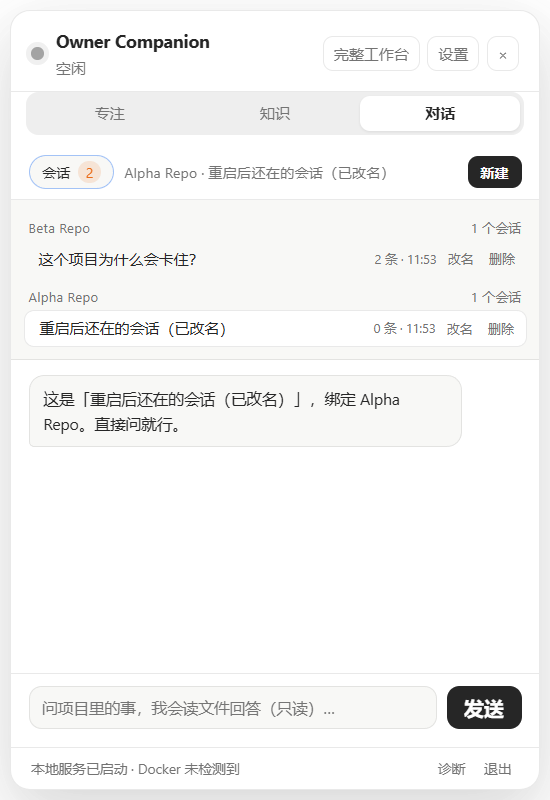 Owner Companion
空闲
完整工作台 设置 ×
专注 知识 对话
会话 2 Alpha Repo · 重启后还在的会话（已改名） 新建
Beta Repo 1 个会话
这个项目为什么会卡住? 2 条 · 11:53 改名 删除
Alpha Repo 1 个会话
重启后还在的会话（已改名） 0 条 · 11:53 改名 删除
这是「重启后还在的会话（已改名）」，绑定 Alpha
Repo。直接问就行。
问项目里的事，我会读文件回答（只读）... 发送
本地服务已启动 · Docker 未检测到 诊断 退出